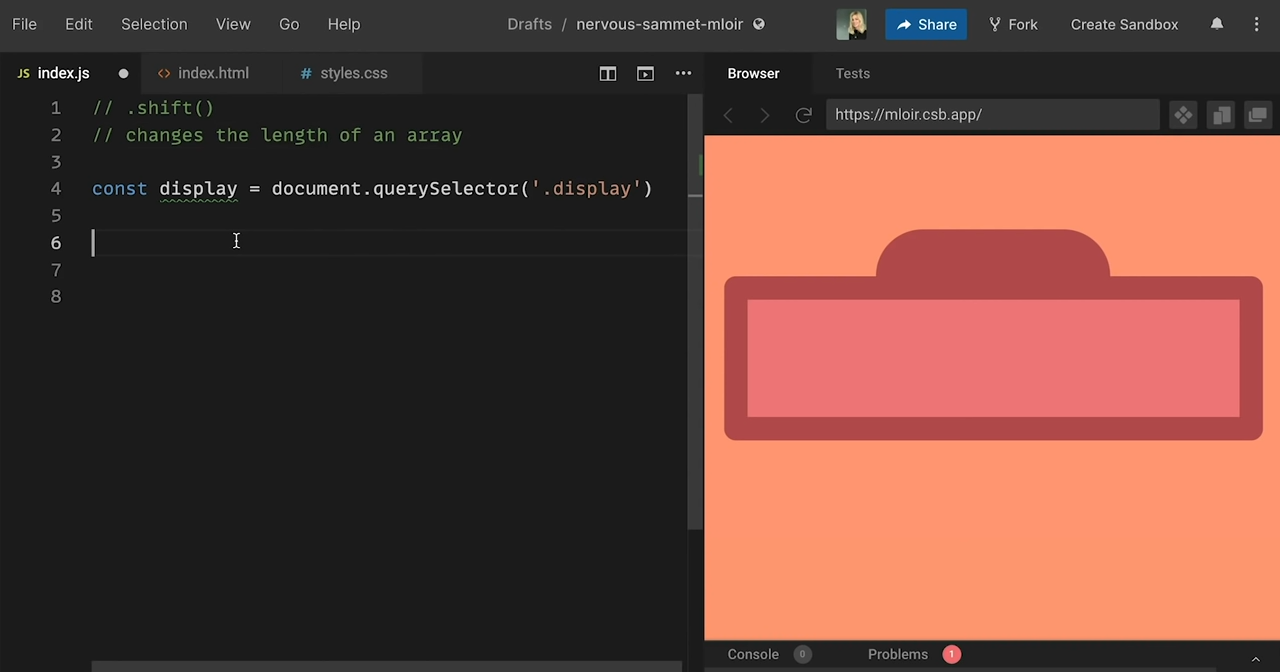 File Edit Selection View Go Help Drafts / nervous-sammet-mloir Share Fork Create Sandbox
JS index.js <> index.html # styles.css Browser Tests
https://mloir.csb.app/
1 // .shift()
2 // changes the length of an array
3
4 const display = document.querySelector('.display')
5
6
7
8
Console 0 Problems 1